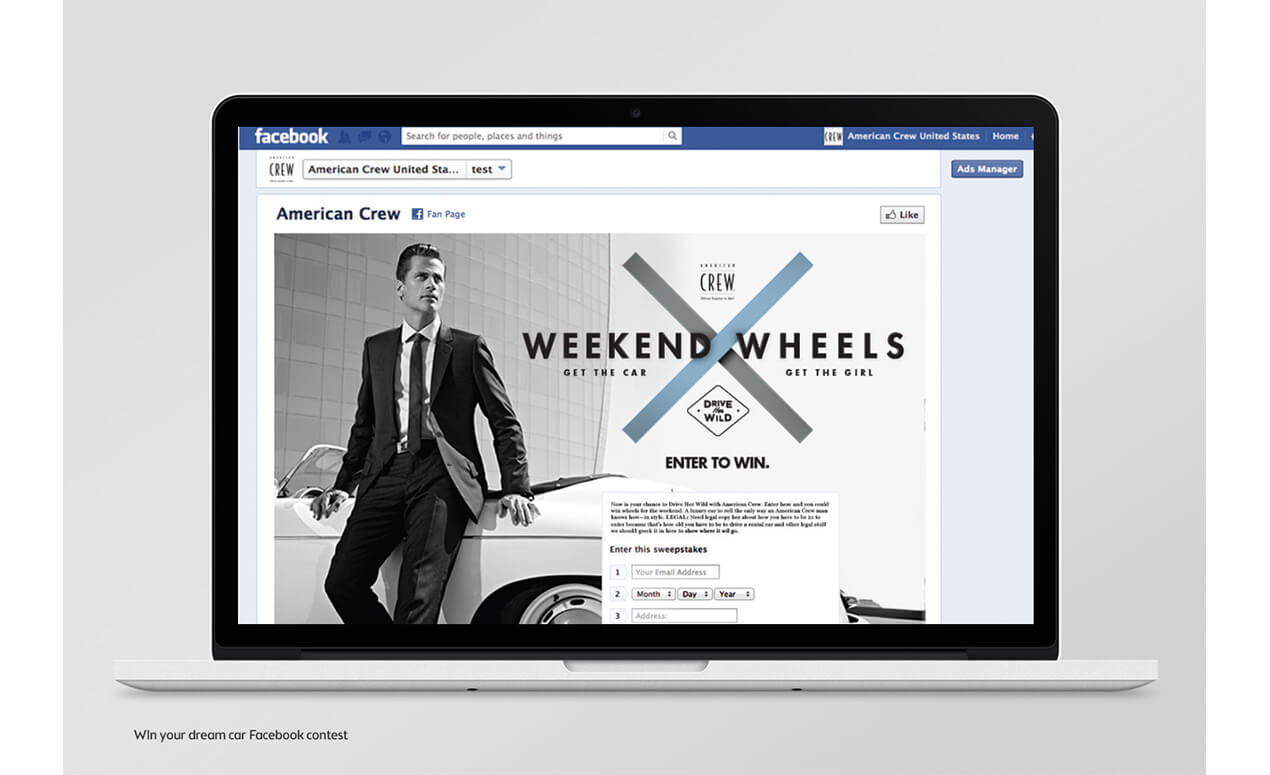 facebook
Search for people, places and things
CREW
American Crew United States
Home
AMERICAN
CREW
American Crew United Sta...
test
Ads Manager
American Crew
Fan Page
Like
AMERICAN
CREW
Official Supplier to Men
WEEKEND WHEELS
GET THE CAR
GET THE GIRL
DRIVE
Her
WILD
ENTER TO WIN.
Now is your chance to Drive Her Wild with American Crew. Enter here and you could
win wheels for the weekend: A luxury car to roll the only way an American Crew man
knows how—in style. LEGAL: Need legal copy her about how you have to be 21 to
enter because that's how old you have to be to drive a rental car and other legal stuff
we should greek it in here to show where it wil go.
Enter this sweepstakes
1
Your Email Address
2
Month
Day
Year
3
Address:
WIn your dream car Facebook contest